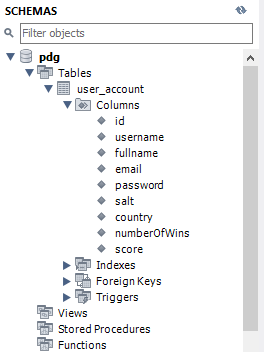 SCHEMAS
Filter objects
pdg
Tables
user_account
Columns
id
username
fullname
email
password
salt
country
numberOfWins
score
Indexes
Foreign Keys
Triggers
Views
Stored Procedures
Functions